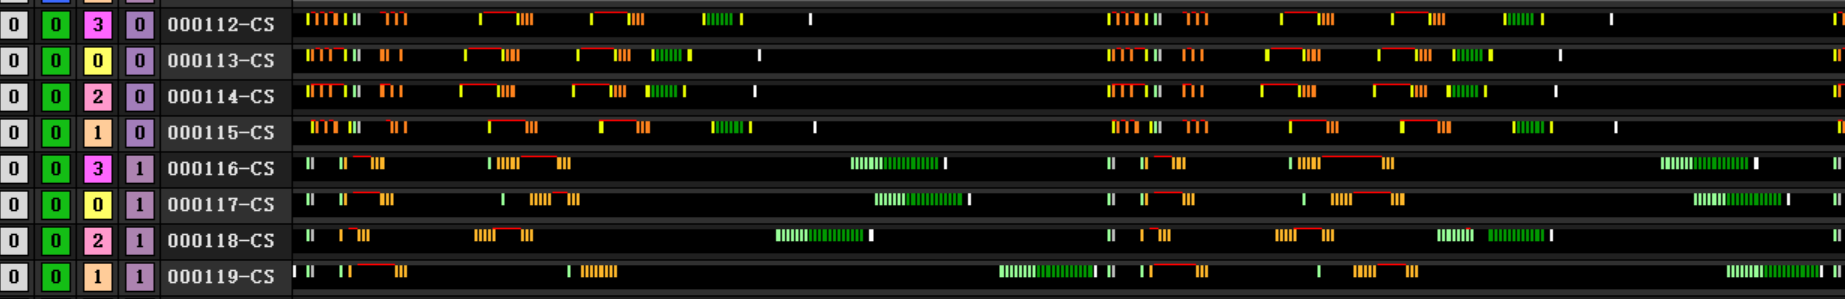 0 0 3 0 000112-CS
0 0 0 0 000113-CS
0 0 2 0 000114-CS
0 0 1 0 000115-CS
0 0 3 1 000116-CS
0 0 0 1 000117-CS
0 0 2 1 000118-CS
0 0 1 1 000119-CS